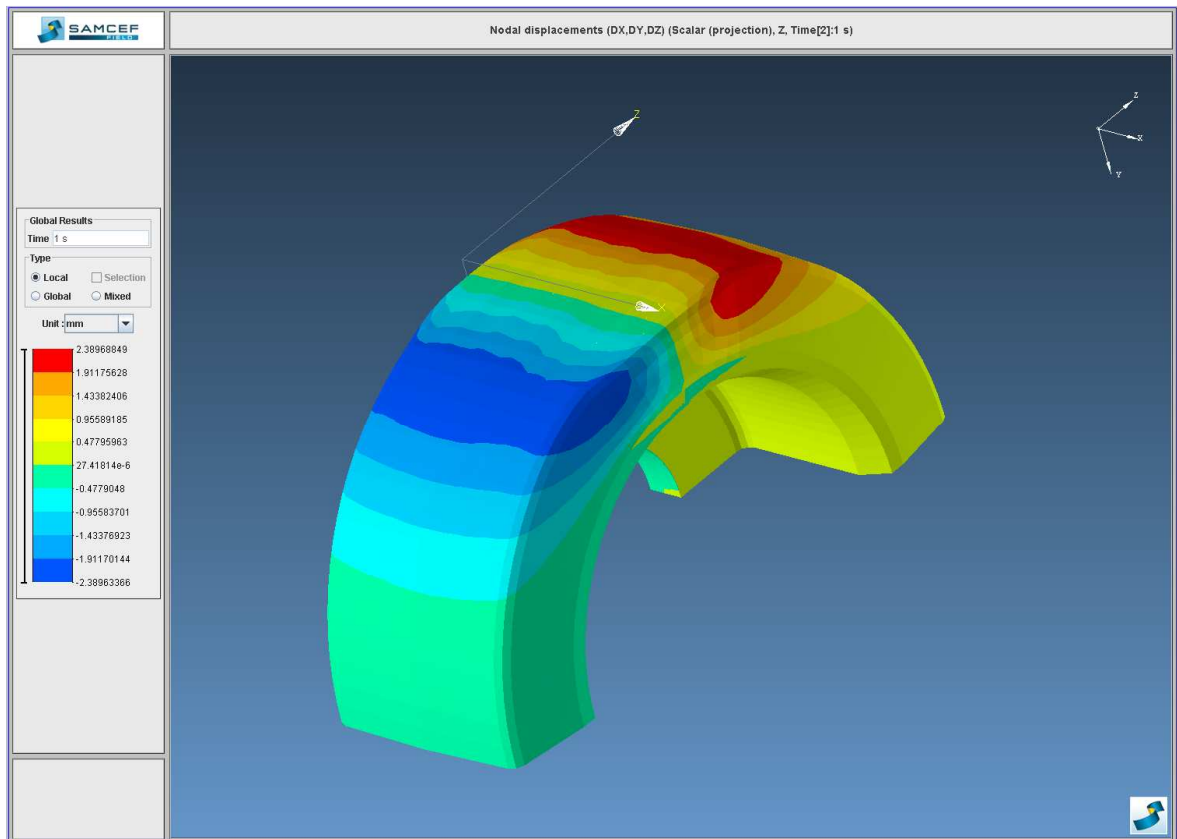 SAMCEF
FIELD
Nodal displacements (DX,DY,DZ) (Scalar (projection), Z, Time[2]:1 s)
Global Results
Time 1 s
Type
Local Selection
Global Mixed
Unit : mm
2.38968849
1.91175628
1.43382406
0.95589185
0.47795963
27.41814e-6
-0.4779048
-0.95583701
-1.43376923
-1.91170144
-2.38963366
Z
X
Z
X
Y